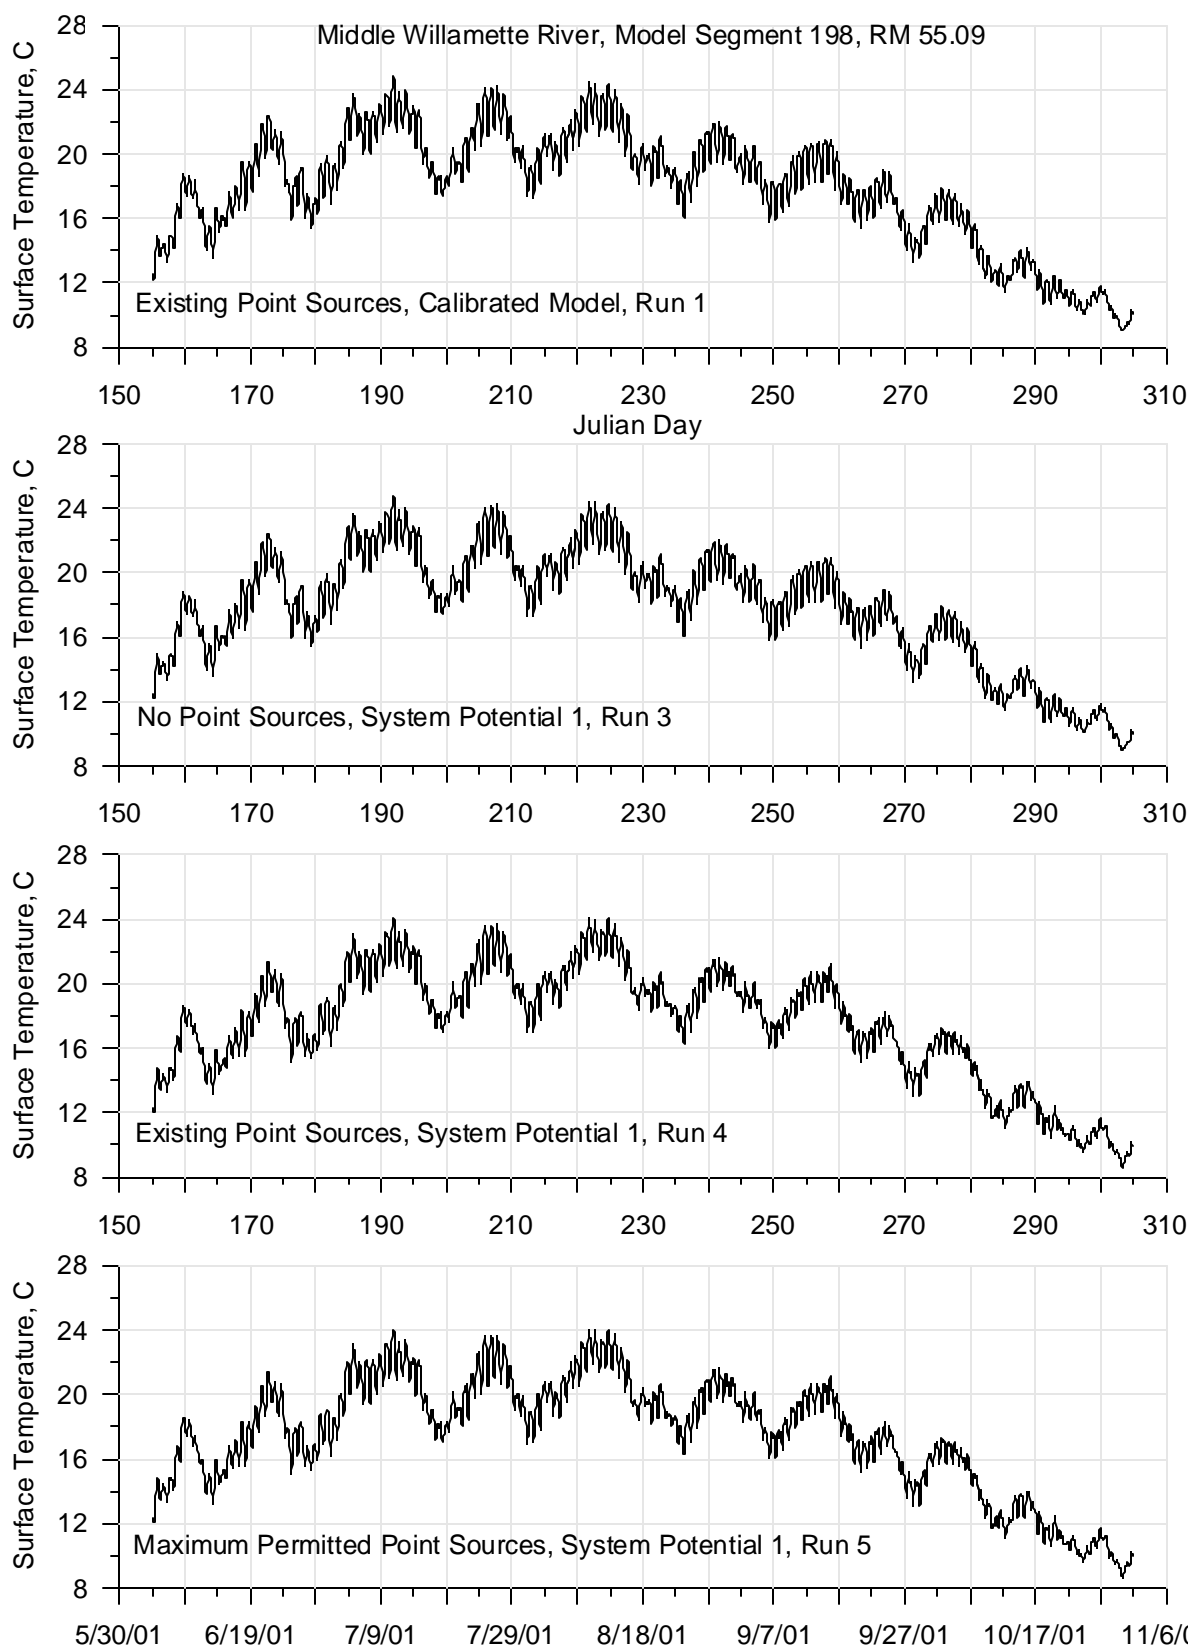 Middle Willamette River, Model Segment 198, RM 55.09
28
24
20
16
12
8
Surface Temperature, C
Existing Point Sources, Calibrated Model, Run 1
150 170 190 210 230 250 270 290 310
Julian Day
28
24
20
16
12
8
Surface Temperature, C
No Point Sources, System Potential 1, Run 3
150 170 190 210 230 250 270 290 310
28
24
20
16
12
8
Surface Temperature, C
Existing Point Sources, System Potential 1, Run 4
150 170 190 210 230 250 270 290 310
28
24
20
16
12
8
Surface Temperature, C
Maximum Permitted Point Sources, System Potential 1, Run 5
5/30/01 6/19/01 7/9/01 7/29/01 8/18/01 9/7/01 9/27/01 10/17/01